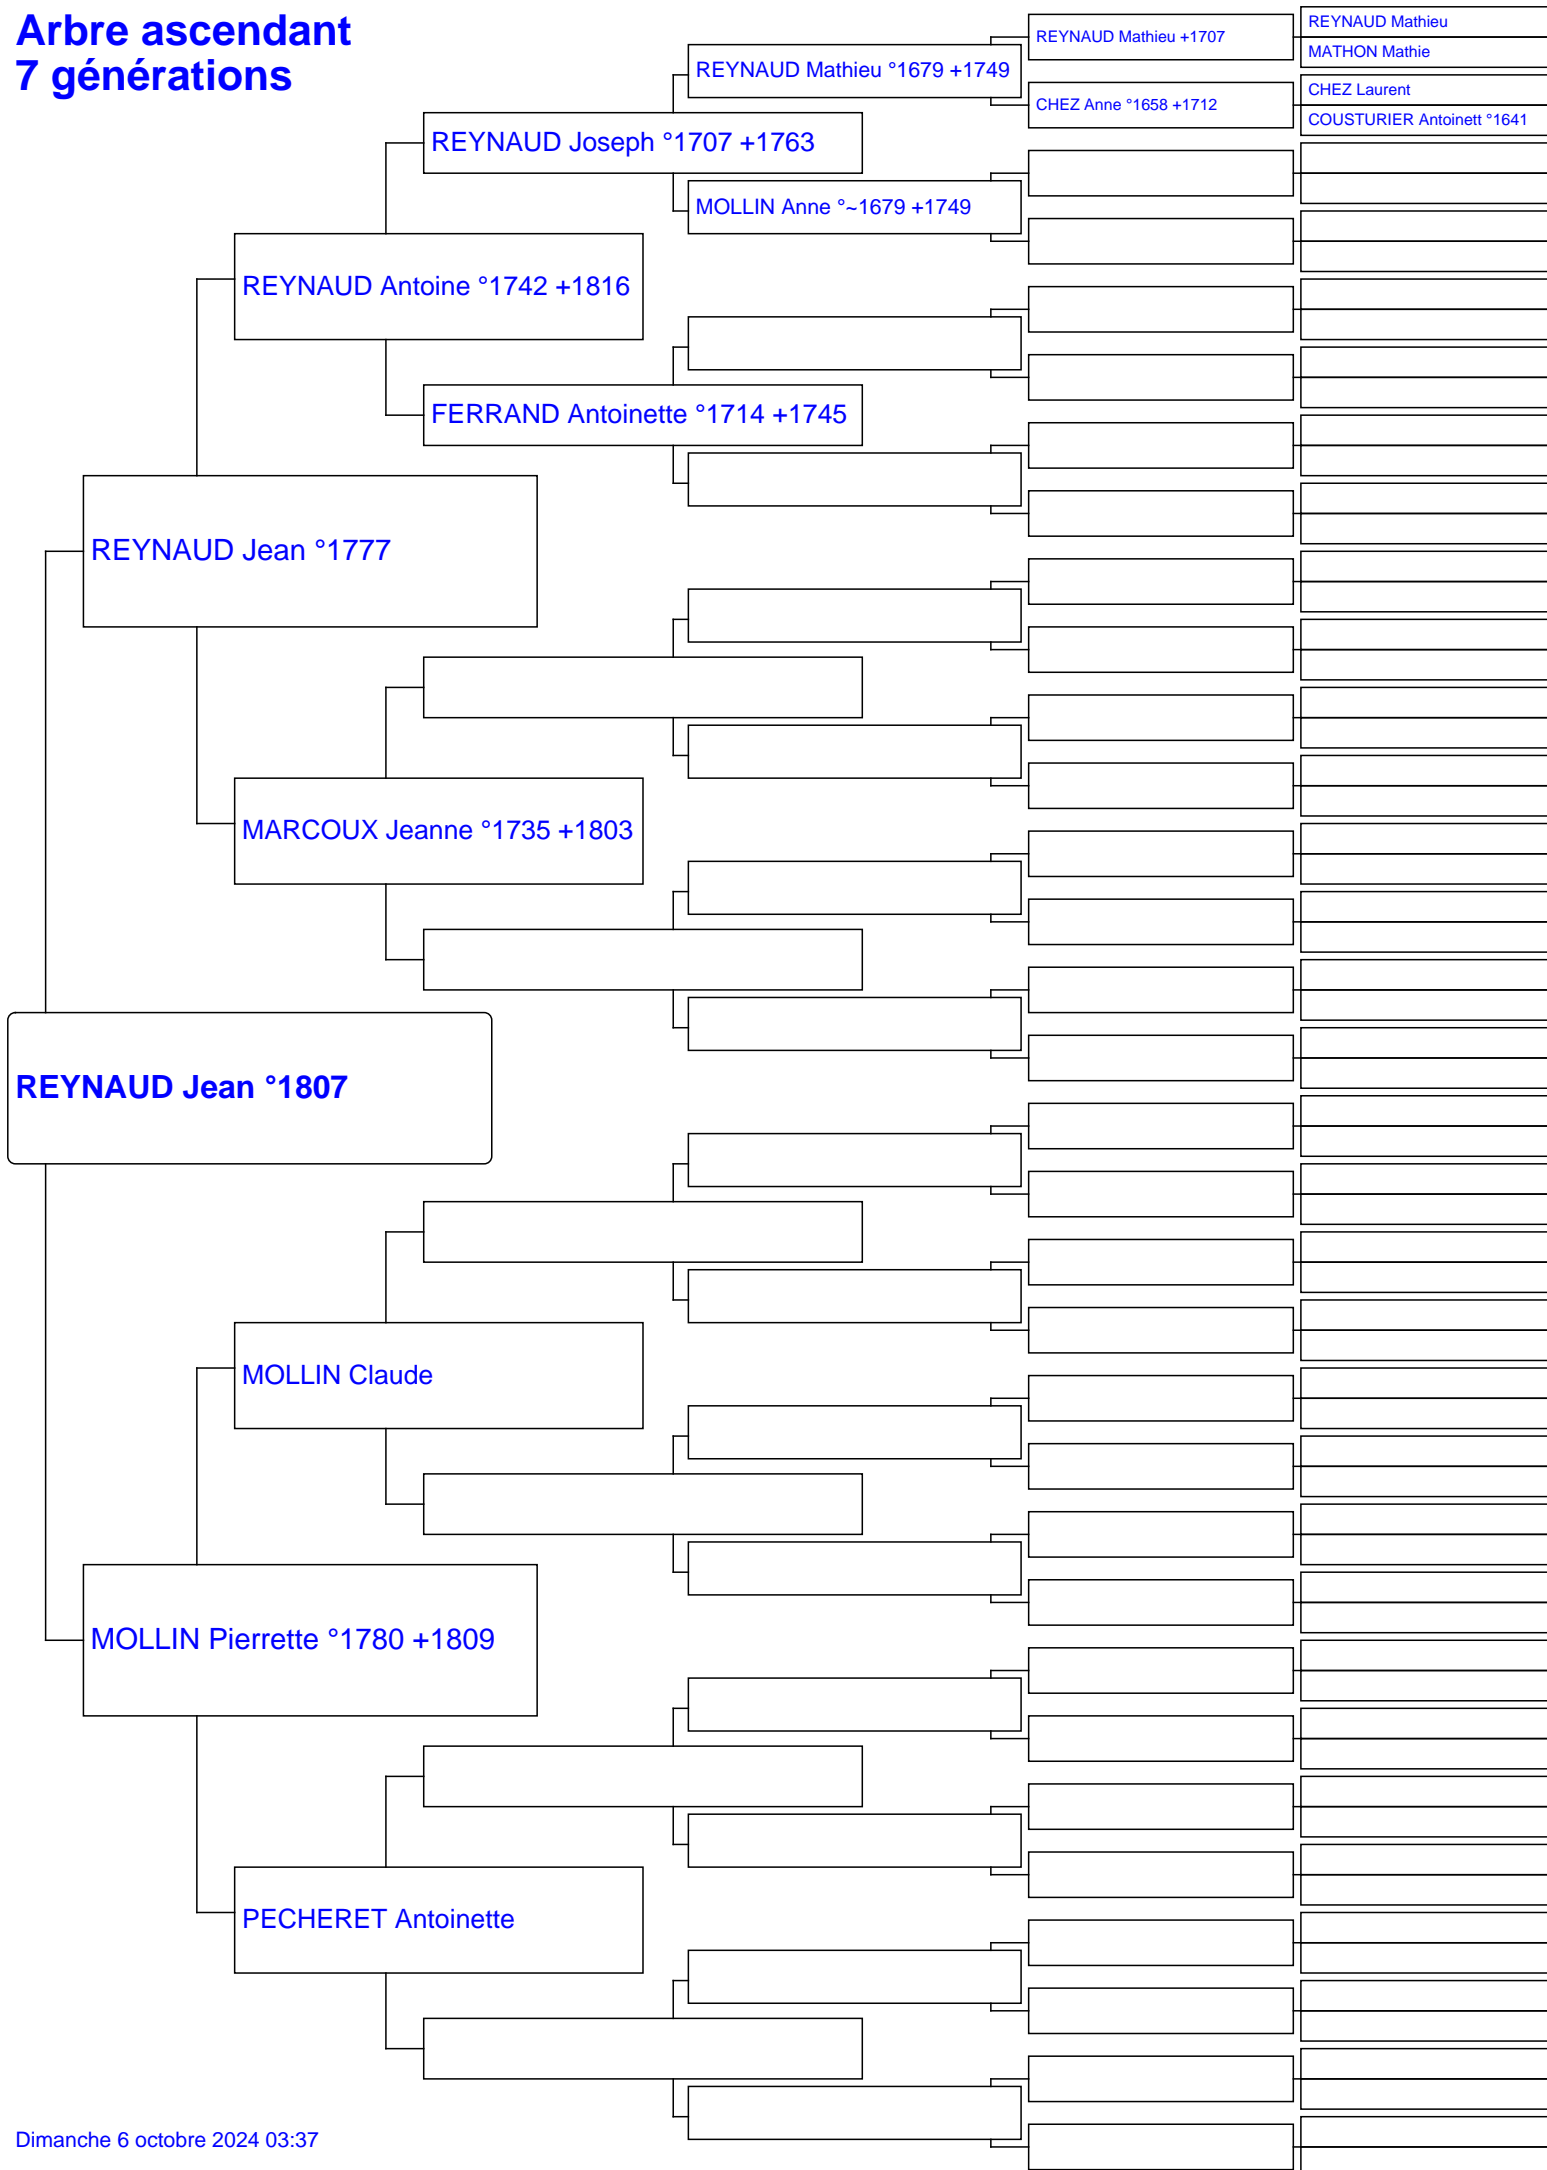 Arbre ascendant
7 générations
REYNAUD Mathieu
REYNAUD Mathieu +1707
MATHON Mathie
REYNAUD Mathieu °1679 +1749
CHEZ Laurent
CHEZ Anne °1658 +1712
COUSTURIER Antoinett °1641
REYNAUD Joseph °1707 +1763
MOLLIN Anne °~1679 +1749
REYNAUD Antoine °1742 +1816
FERRAND Antoinette °1714 +1745
REYNAUD Jean °1777
MARCOUX Jeanne °1735 +1803
REYNAUD Jean °1807
MOLLIN Claude
MOLLIN Pierrette °1780 +1809
PECHERET Antoinette
Dimanche 6 octobre 2024 03:37